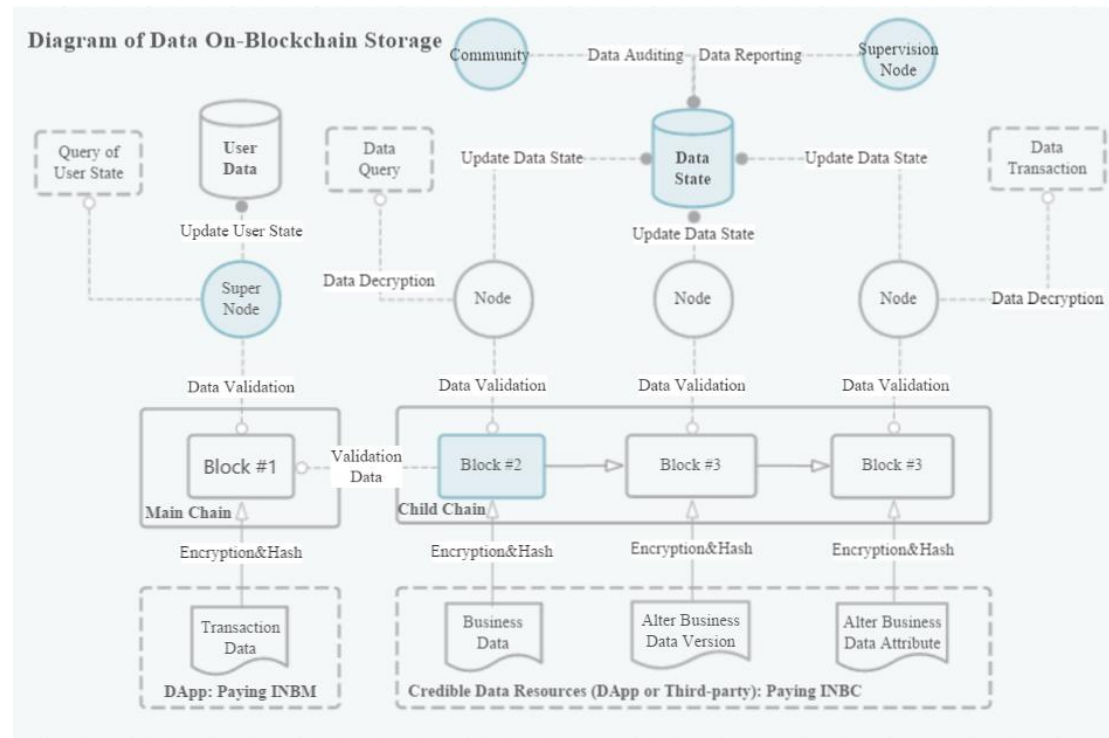 Diagram of Data On-Blockchain Storage
Community
Data Auditing
Data Reporting
Supervision
Node
Query of
User State
User
Data
Data
Query
Update Data State
Data
State
Update Data State
Data
Transaction
Update User State
Update Data State
Super
Node
Data Decryption
Node
Node
Node
Data Decryption
Data Validation
Data Validation
Data Validation
Data Validation
Block #1
Validation
Data
Block #2
Block #3
Block #3
Main Chain
Child Chain
Encryption&Hash
Encryption&Hash
Encryption&Hash
Encryption&Hash
Transaction
Data
Business
Data
Alter Business
Data Version
Alter Business
Data Attribute
DApp: Paying INBM
Credible Data Resources (DApp or Third-party): Paying INBC